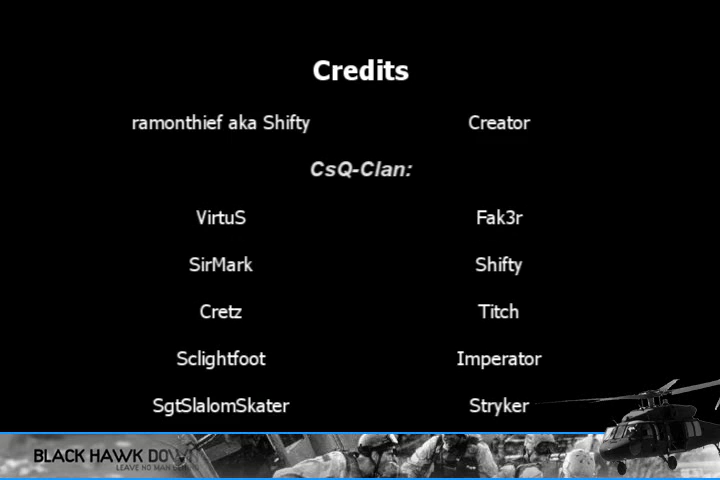 Credits
ramonthief aka Shifty Creator
CsQ-Clan:
VirtuS Fak3r
SirMark Shifty
Cretz Titch
Sclightfoot Imperator
SgtSlalomSkater Stryker
BLACK HAWK DOWN
LEAVE NO MAN BEHIND